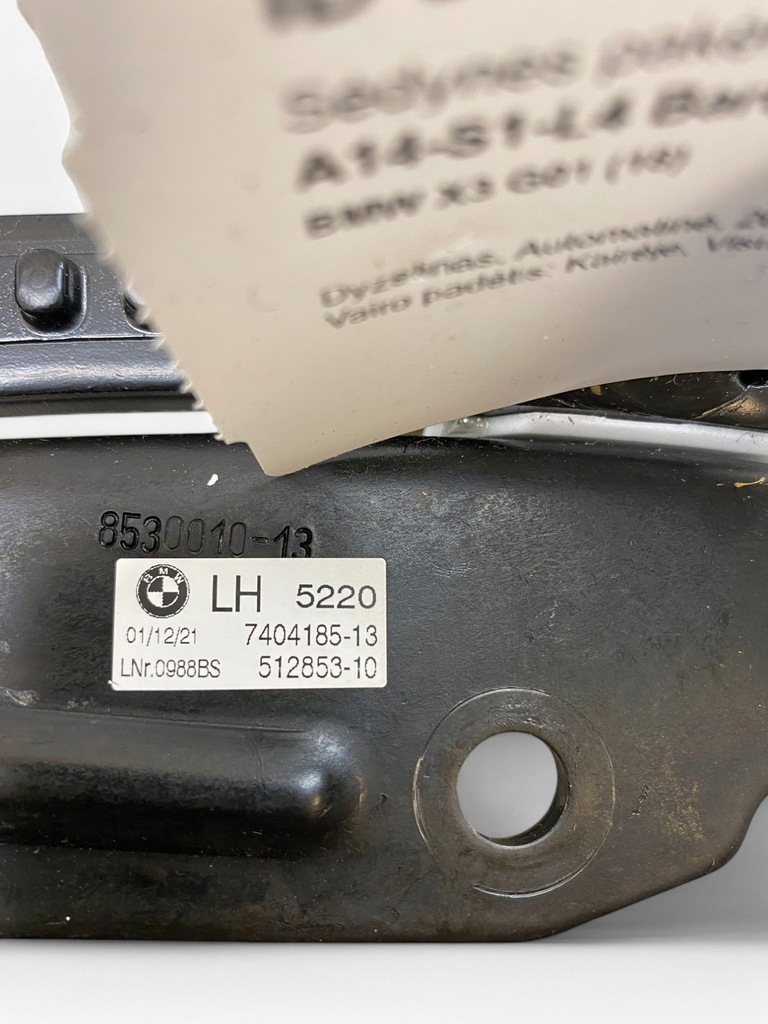 Sėdynės
A14-S1-L4
BMW X3 G01 (18)
Dyzelinas, Automatinė,
Vairo padėtis: Kairėje,
8530010-13
BMW
LH 5220
01/12/21 7404185-13
LNr.0988BS 512853-10